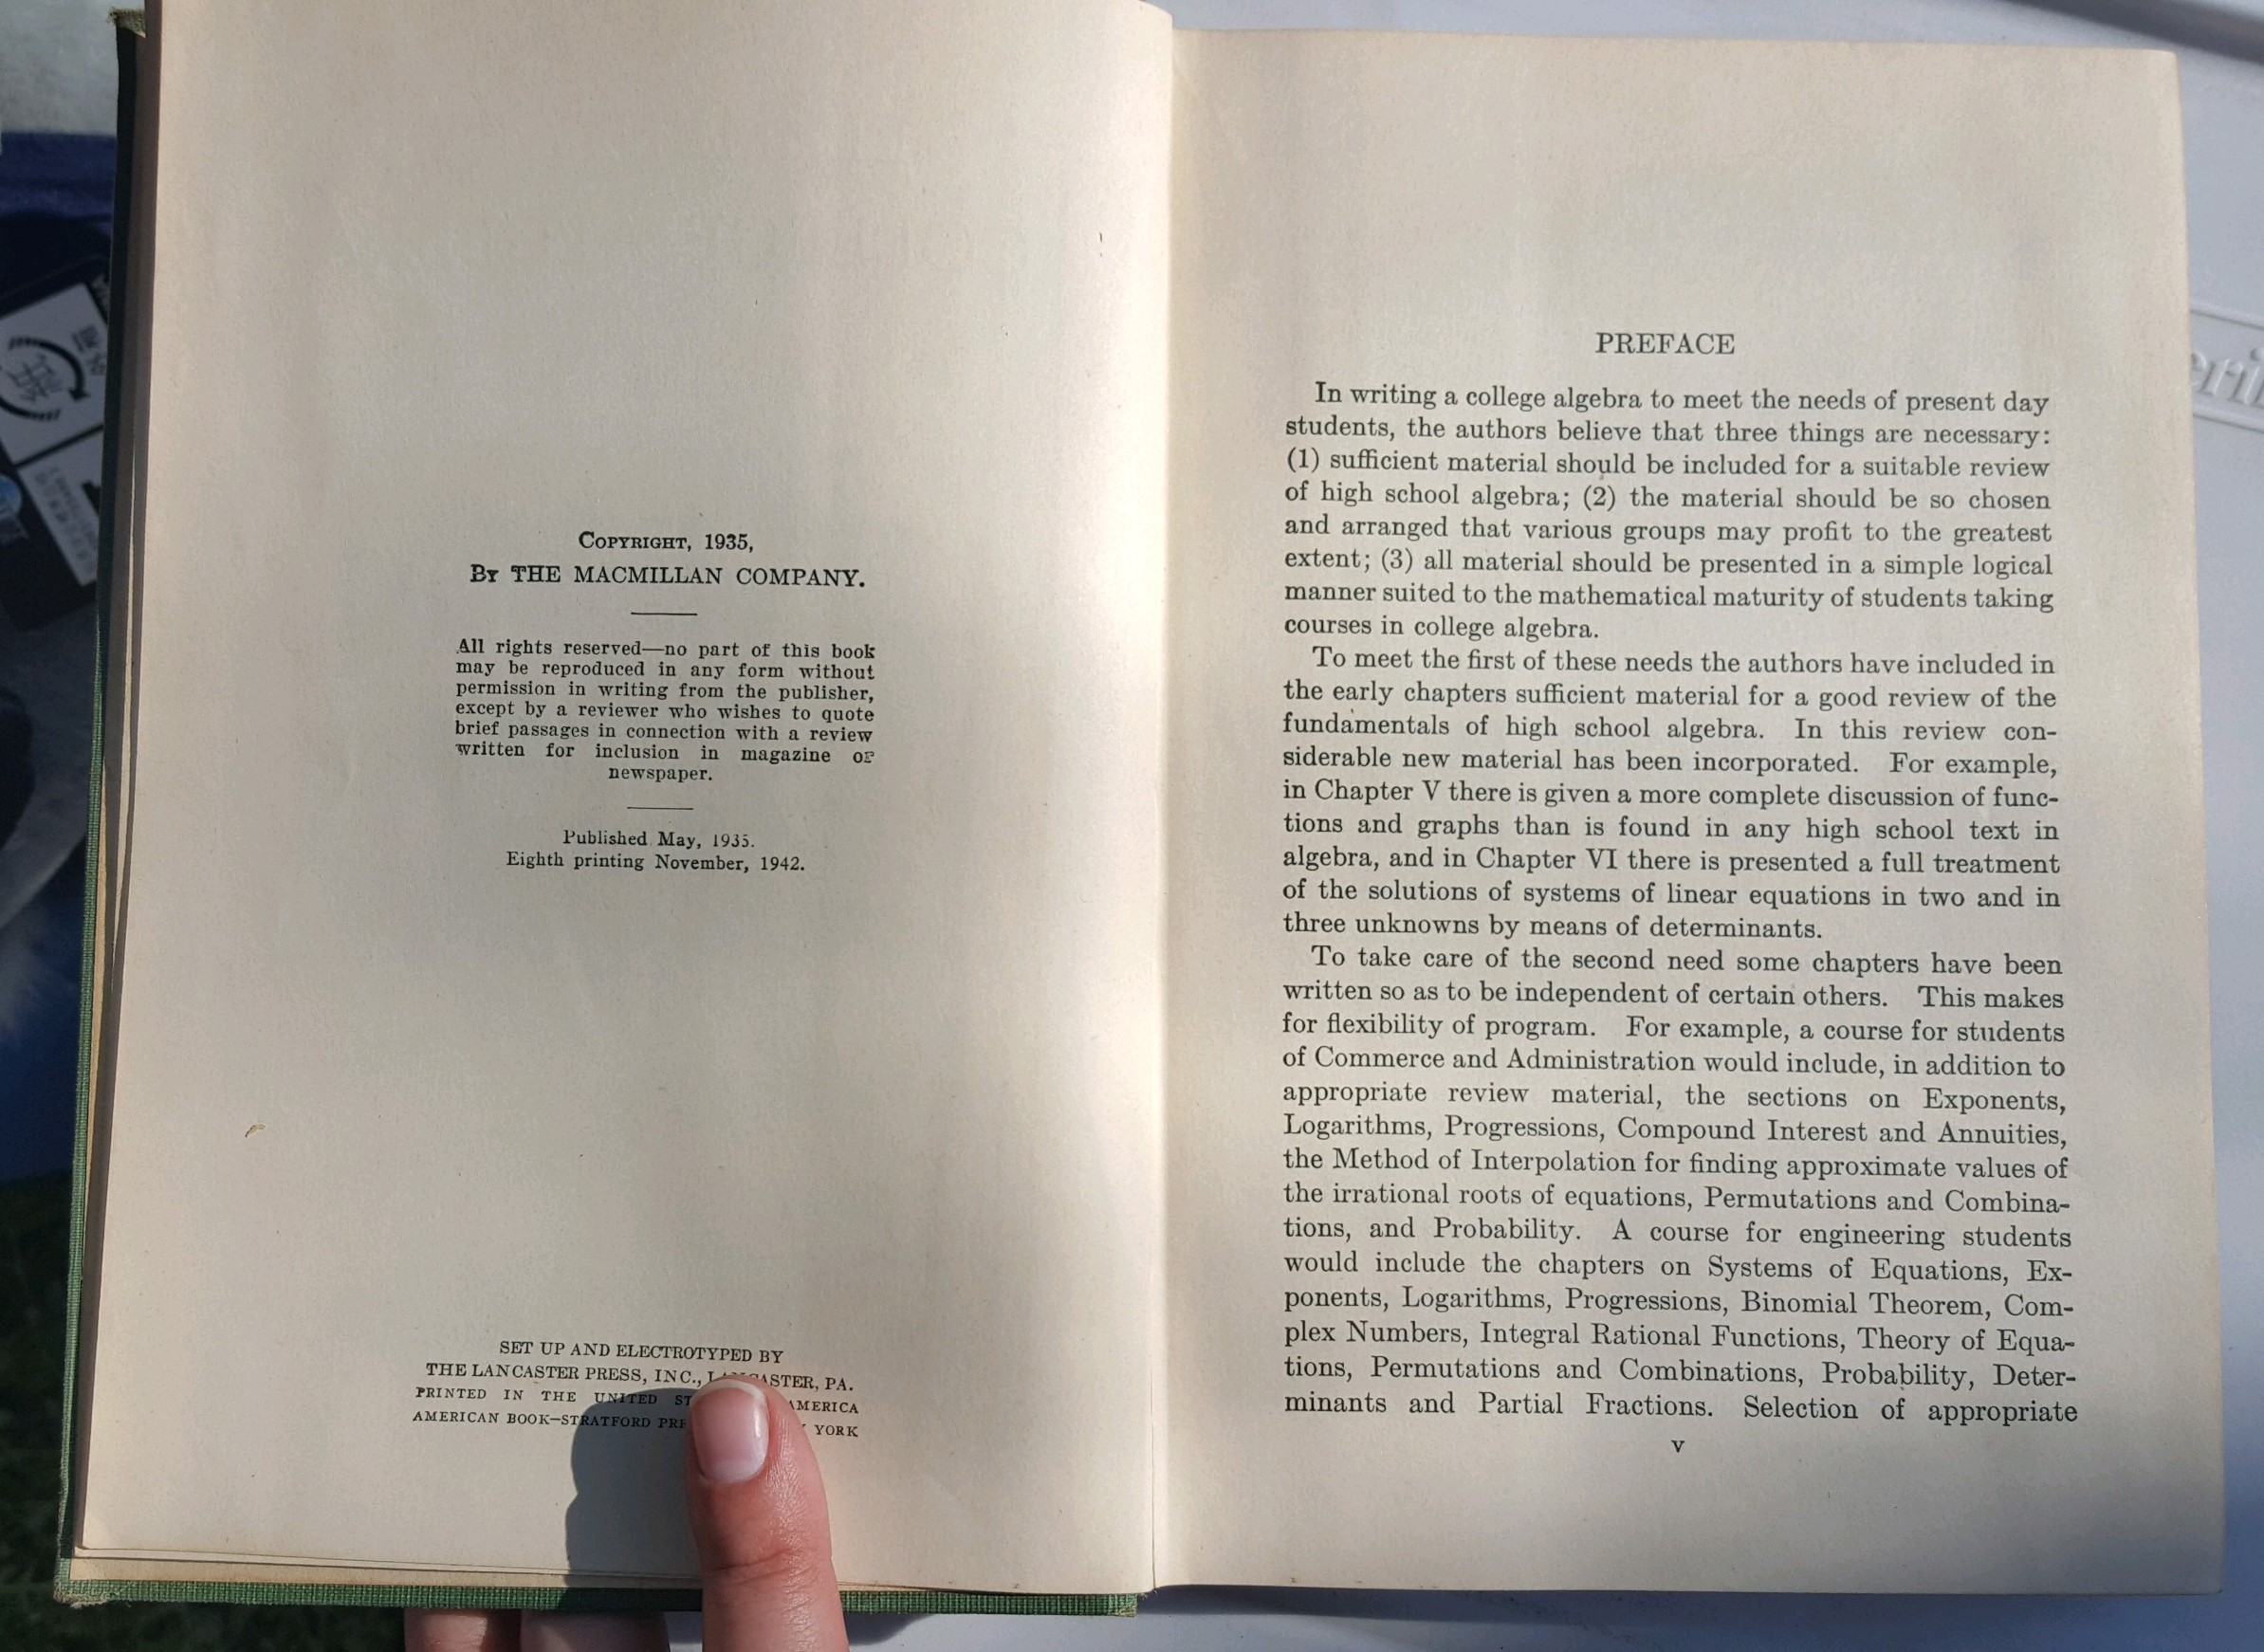 COPYRIGHT, 1935,
BY THE MACMILLAN COMPANY.
All rights reserved—no part of this book
may be reproduced in any form without
permission in writing from the publisher,
except by a reviewer who wishes to quote
brief passages in connection with a review
written for inclusion in magazine or
newspaper.
Published May, 1935.
Eighth printing November, 1942.
SET UP AND ELECTROTYPED BY
THE LANCASTER PRESS, INC., LANCASTER, PA.
PRINTED IN THE UNITED AMERICA
AMERICAN BOOK—STRATFORD YORK
PREFACE
In writing a college algebra to meet the needs of present day
students, the authors believe that three things are necessary:
(1) sufficient material should be included for a suitable review
of high school algebra; (2) the material should be so chosen
and arranged that various groups may profit to the greatest
extent; (3) all material should be presented in a simple logical
manner suited to the mathematical maturity of students taking
courses in college algebra.
To meet the first of these needs the authors have included in
the early chapters sufficient material for a good review of the
fundamentals of high school algebra. In this review con-
siderable new material has been incorporated. For example,
in Chapter V there is given a more complete discussion of func-
tions and graphs than is found in any high school text in
algebra, and in Chapter VI there is presented a full treatment
of the solutions of systems of linear equations in two and in
three unknowns by means of determinants.
To take care of the second need some chapters have been
written so as to be independent of certain others. This makes
for flexibility of program. For example, a course for students
of Commerce and Administration would include, in addition to
appropriate review material, the sections on Exponents,
Logarithms, Progressions, Compound Interest and Annuities,
the Method of Interpolation for finding approximate values of
the irrational roots of equations, Permutations and Combina-
tions, and Probability. A course for engineering students
would include the chapters on Systems of Equations, Ex-
ponents, Logarithms, Progressions, Binomial Theorem, Com-
plex Numbers, Integral Rational Functions, Theory of Equa-
tions, Permutations and Combinations, Probability, Deter-
minants and Partial Fractions. Selection of appropriate
v